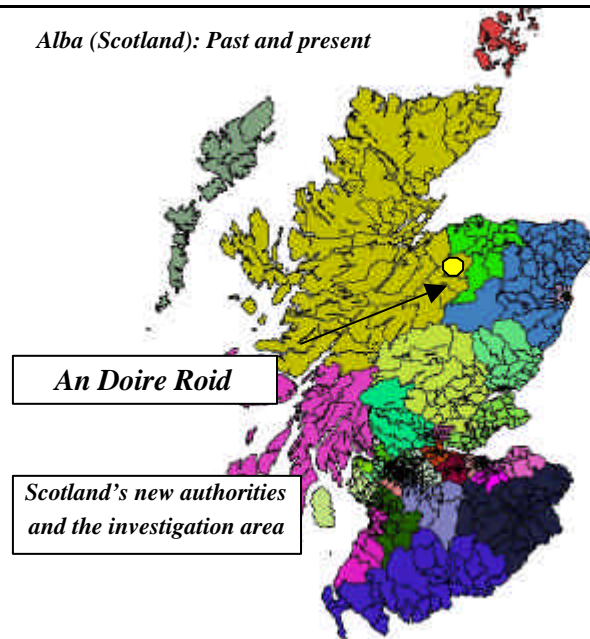 Alba (Scotland): Past and present
An Doire Roid
Scotland's new authorities
and the investigation area